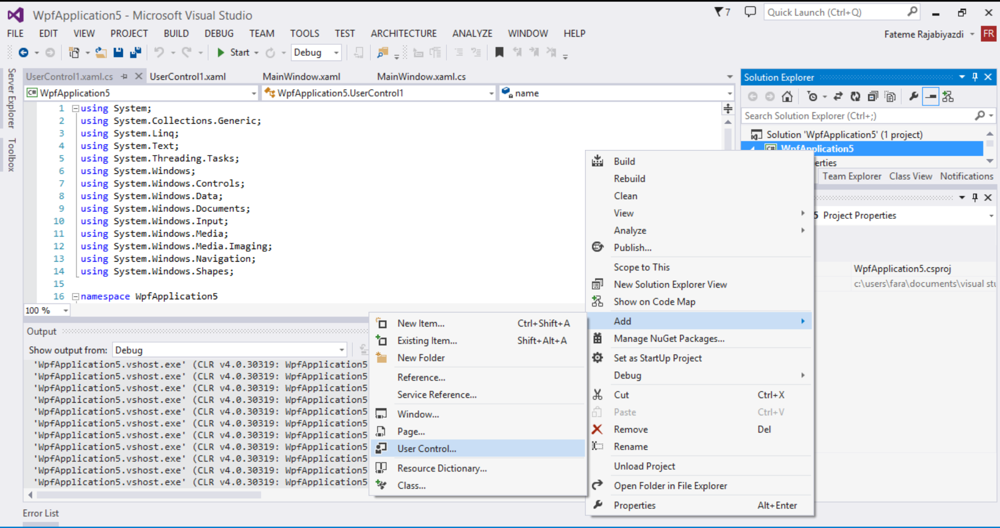 WpfApplication5 - Microsoft Visual Studio
7
Quick Launch (Ctrl+Q)
FILE EDIT VIEW PROJECT BUILD DEBUG TEAM TOOLS TEST ARCHITECTURE ANALYZE WINDOW HELP
Fateme Rajabiyazdi FR
Start Debug
Server Explorer
Toolbox
UserControl1.xaml.cs UserControl1.xaml MainWindow.xaml MainWindow.xaml.cs
C# WpfApplication5 WpfApplication5.UserControl1 name
1 using System;
2 using System.Collections.Generic;
3 using System.Linq;
4 using System.Text;
5 using System.Threading.Tasks;
6 using System.Windows;
7 using System.Windows.Controls;
8 using System.Windows.Data;
9 using System.Windows.Documents;
10 using System.Windows.Input;
11 using System.Windows.Media;
12 using System.Windows.Media.Imaging;
13 using System.Windows.Navigation;
14 using System.Windows.Shapes;
15
16 namespace WpfApplication5
100 %
Output
Show output from: Debug
'WpfApplication5.vshost.exe' (CLR v4.0.30319: WpfApplication5
'WpfApplication5.vshost.exe' (CLR v4.0.30319: WpfApplication5
'WpfApplication5.vshost.exe' (CLR v4.0.30319: WpfApplication5
'WpfApplication5.vshost.exe' (CLR v4.0.30319: WpfApplication5
'WpfApplication5.vshost.exe' (CLR v4.0.30319: WpfApplication5
'WpfApplication5.vshost.exe' (CLR v4.0.30319: WpfApplication5
'WpfApplication5.vshost.exe' (CLR v4.0.30319: WpfApplication5
'WpfApplication5.vshost.exe' (CLR v4.0.30319: WpfApplication5
'WpfApplication5.vshost.exe' (CLR v4.0.30319: WpfApplication5
'WpfApplication5.vshost.exe' (CLR v4.0.30319: WpfApplication5
'WpfApplication5.vshost.exe' (CLR v4.0.30319: WpfApplication5
Error List
New Item... Ctrl+Shift+A
Existing Item... Shift+Alt+A
New Folder
Reference...
Service Reference...
Window...
Page...
User Control...
Resource Dictionary...
Class...
Build
Rebuild
Clean
View
Analyze
Publish...
Scope to This
New Solution Explorer View
Show on Code Map
Add
Manage NuGet Packages...
Set as StartUp Project
Debug
Cut Ctrl+X
Paste Ctrl+V
Remove Del
Rename
Unload Project
Open Folder in File Explorer
Properties Alt+Enter
Solution Explorer
Search Solution Explorer (Ctrl+;)
Solution 'WpfApplication5' (1 project)
C# WpfApplication5
erties
Team Explorer Class View Notifications
5 Project Properties
WpfApplication5.csproj
c:\users\fara\documents\visual stu